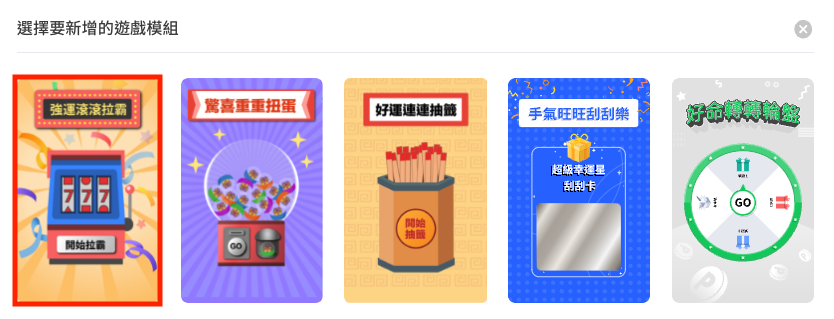 選擇要新增的遊戲模組
強運滾滾拉霸
777
開始拉霸
驚喜重重扭蛋
GO
好運連連抽籤
開始
抽籤
手氣旺旺刮刮樂
超級幸運星
刮刮卡
好命轉轉輪盤
GO